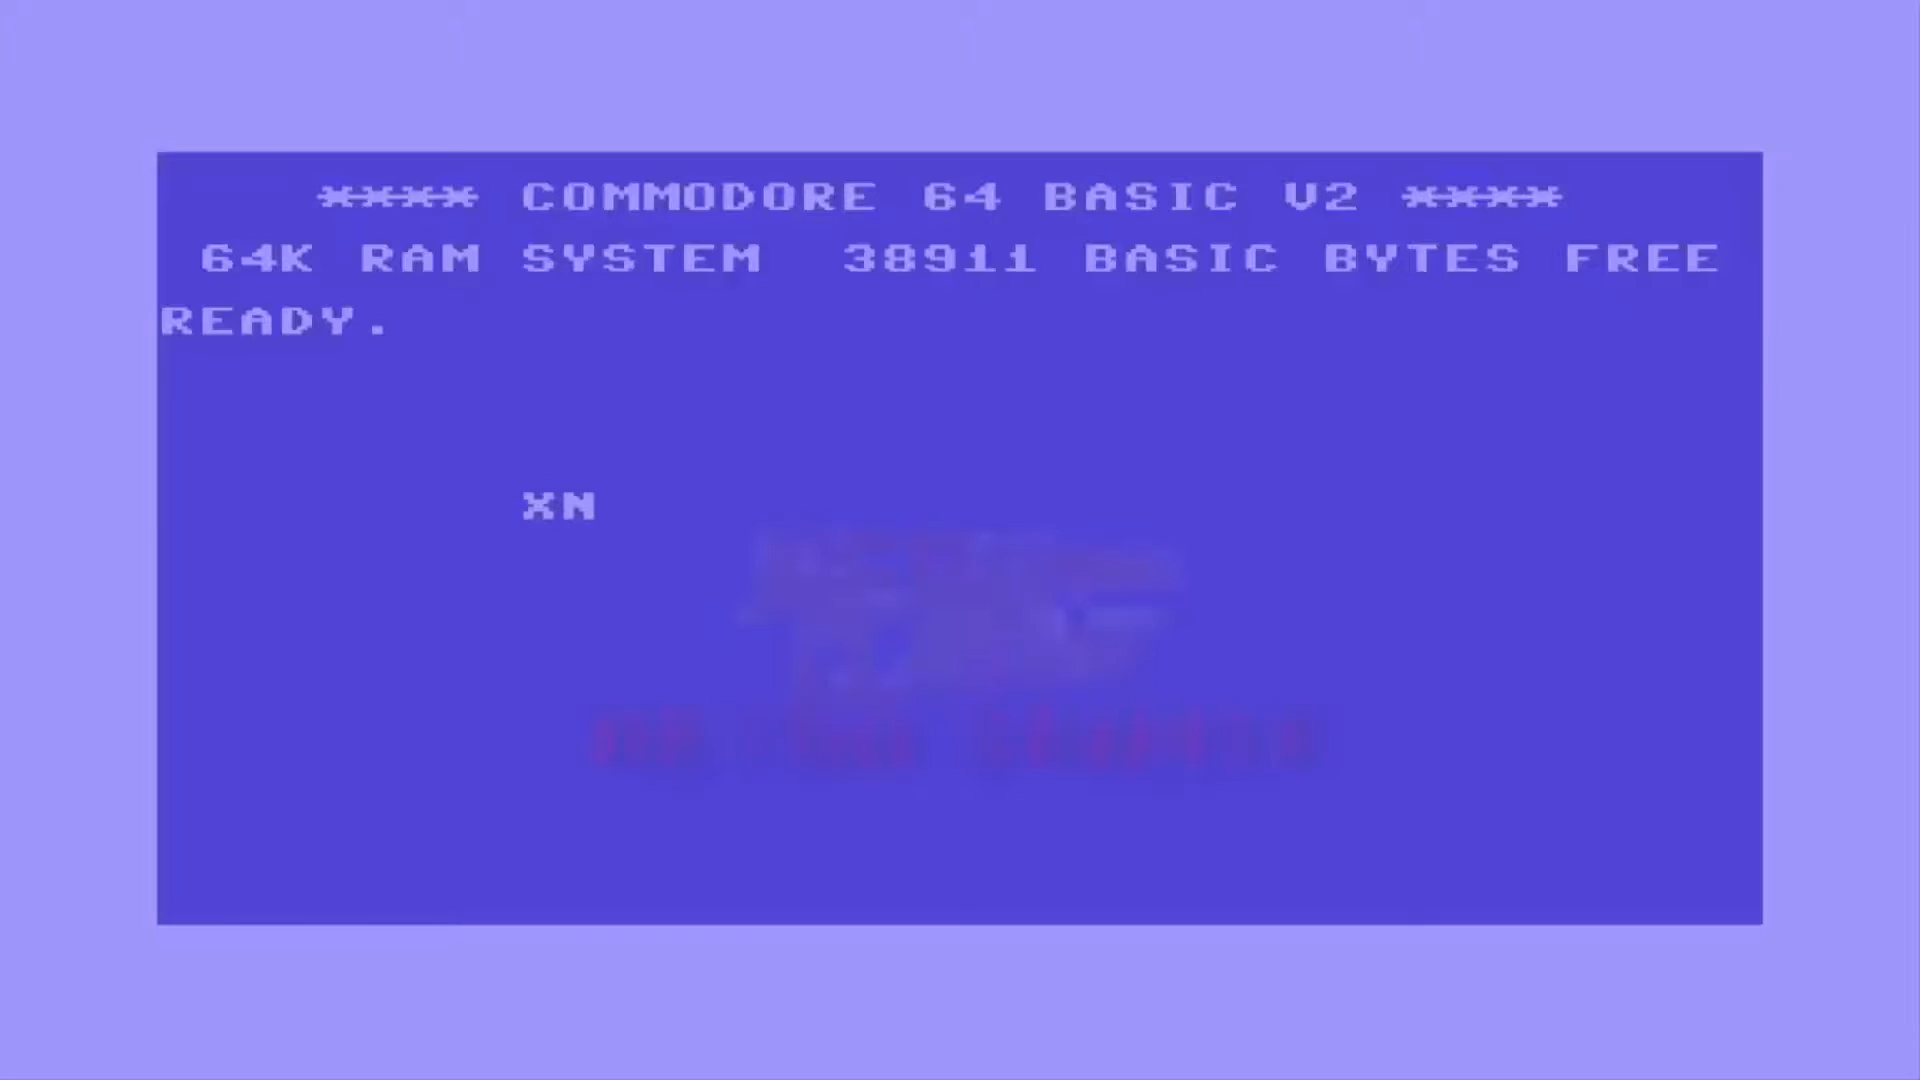 **** COMMODORE 64 BASIC V2 ****
64K RAM SYSTEM 38911 BASIC BYTES FREE
READY.
XN